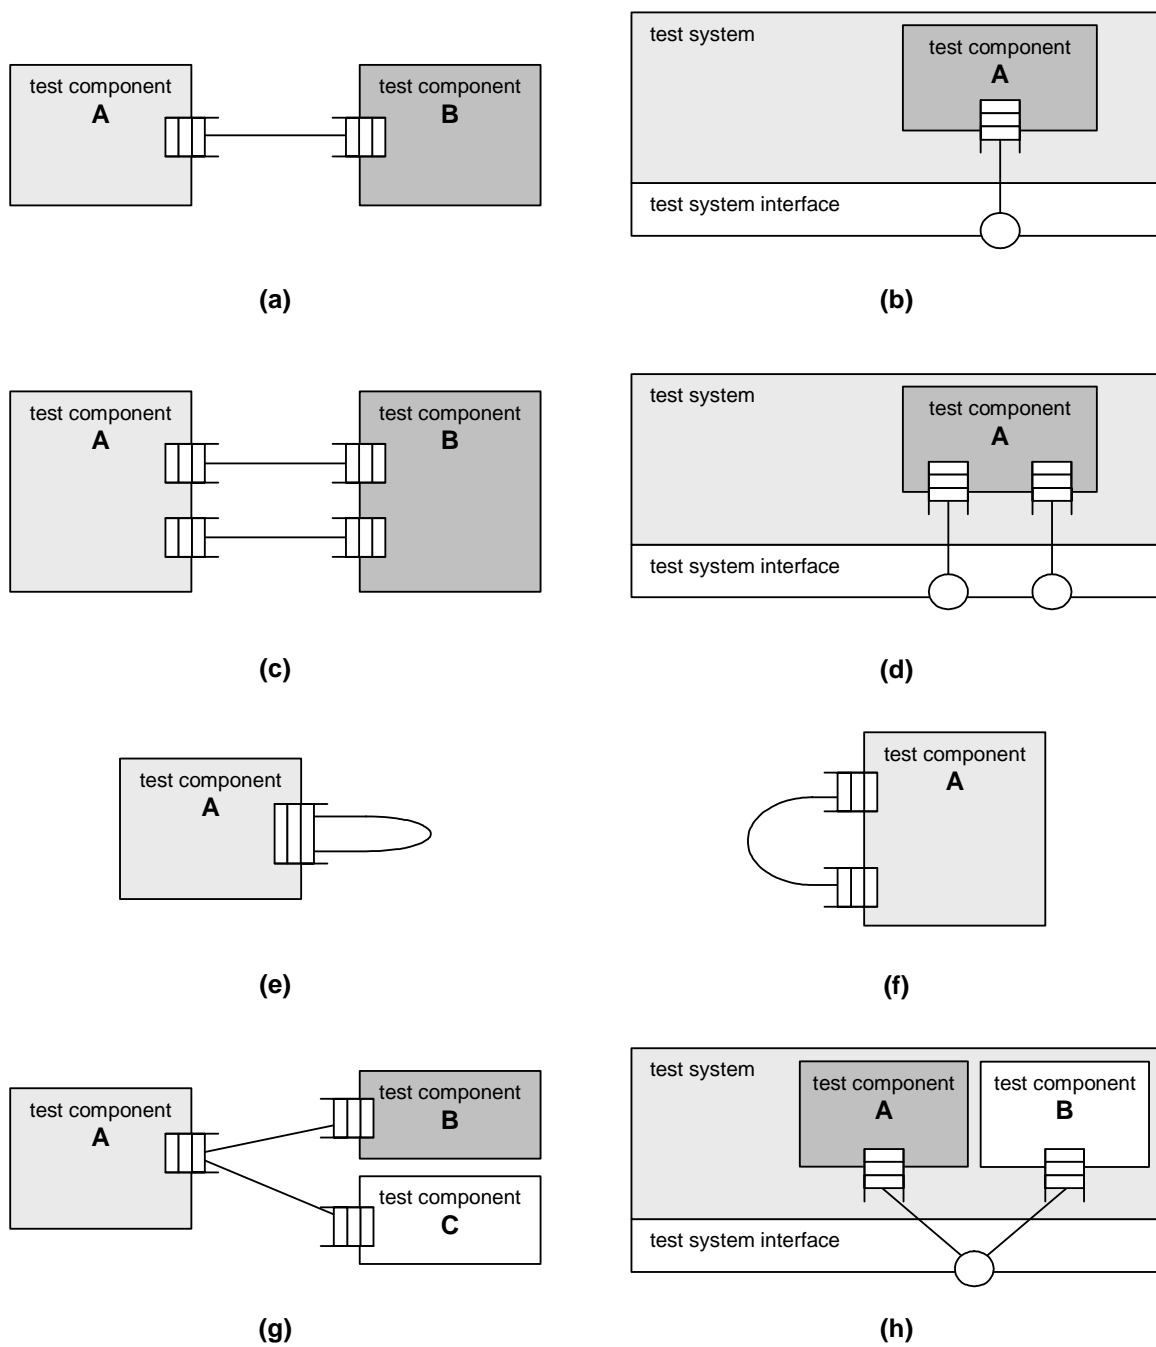 test component
A
test component
B
(a)
test system
test component
A
test system interface
(b)
test component
A
test component
B
(c)
test system
test component
A
test system interface
(d)
test component
A
(e)
test component
A
(f)
test component
A
test component
B
test component
C
(g)
test system
test component
A
test component
B
test system interface
(h)